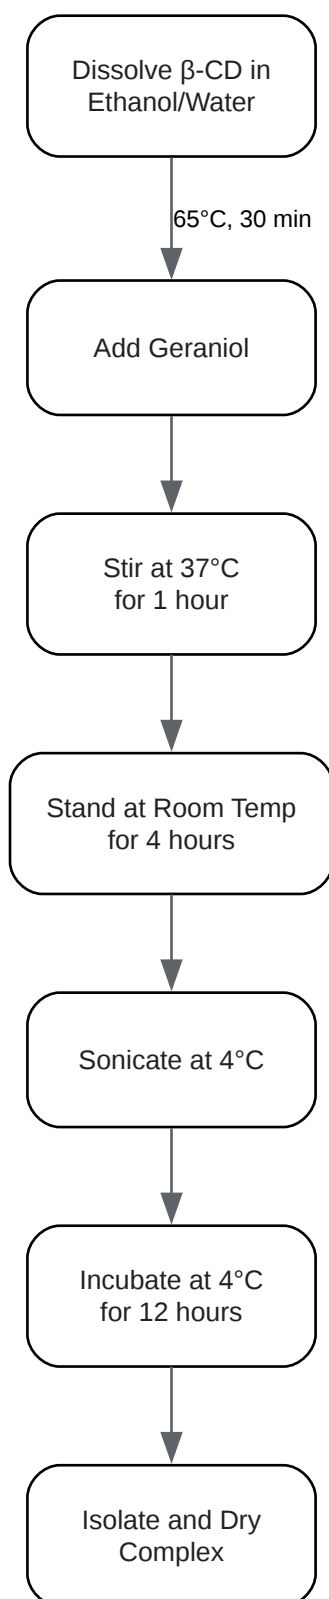 Dissolve β-CD in
Ethanol/Water
65°C, 30 min
Add Geraniol
Stir at 37°C
for 1 hour
Stand at Room Temp
for 4 hours
Sonicate at 4°C
Incubate at 4°C
for 12 hours
Isolate and Dry
Complex